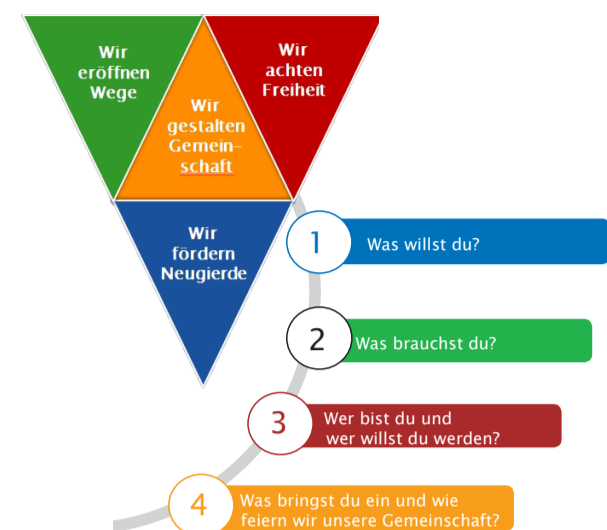 Wir
eröffnen
Wege
Wir
achten
Freiheit
Wir
gestalten
Gemein-
schaft
Wir
fördern
Neugierde
1
Was willst du?
2
Was brauchst du?
3
Wer bist du und
wer willst du werden?
4
Was bringst du ein und wie
feiern wir unsere Gemeinschaft?